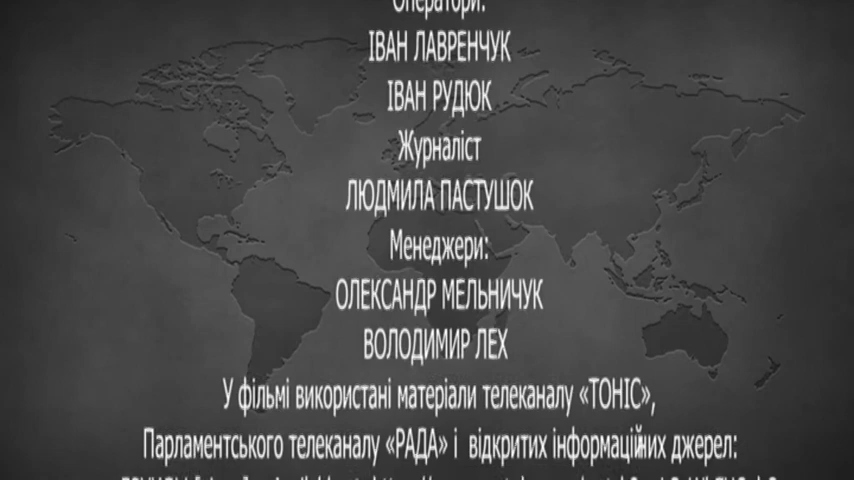 Оператори:
ІВАН ЛАВРЕНЧУК
ІВАН РУДЮК
Журналіст
ЛЮДМИЛА ПАСТУШОК
Менеджери:
ОЛЕКСАНДР МЕЛЬНИЧУК
ВОЛОДИМИР ЛЕХ
У фільмі використані матеріали телеканалу «ТОНІС»,
Парламентського телеканалу «РАДА» і відкритих інформаційних джерел: